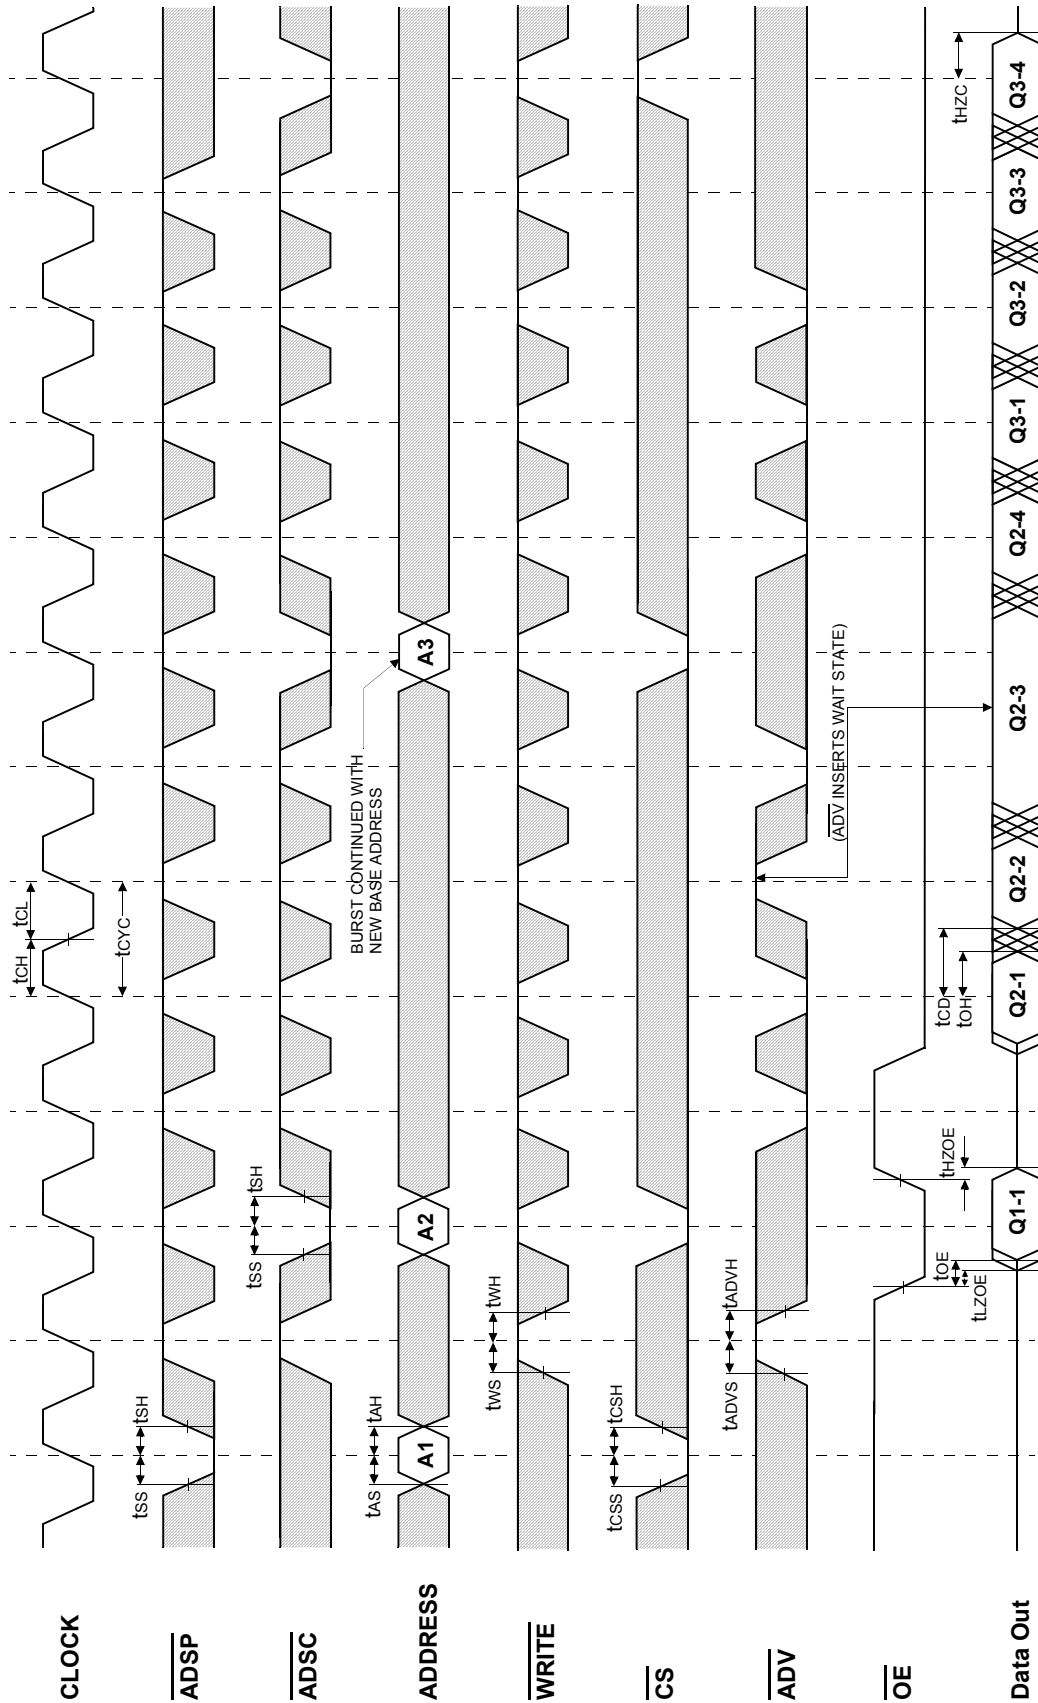 CLOCK
tCH
tCL
tCYC
ADSP
tSS
tSH
ADSC
tSS
tSH
ADDRESS
tAS
tAH
A1
A2
A3
BURST CONTINUED WITH
NEW BASE ADDRESS
WRITE
tWS
tWH
CS
tCSS
tCSH
ADV
tADVS
tADVH
(ADV INSERTS WAIT STATE)
OE
tOE
tLZOE
tHZOE
tCD
tOH
tHZC
Data Out
Q1-1
Q2-1
Q2-2
Q2-3
Q2-4
Q3-1
Q3-2
Q3-3
Q3-4